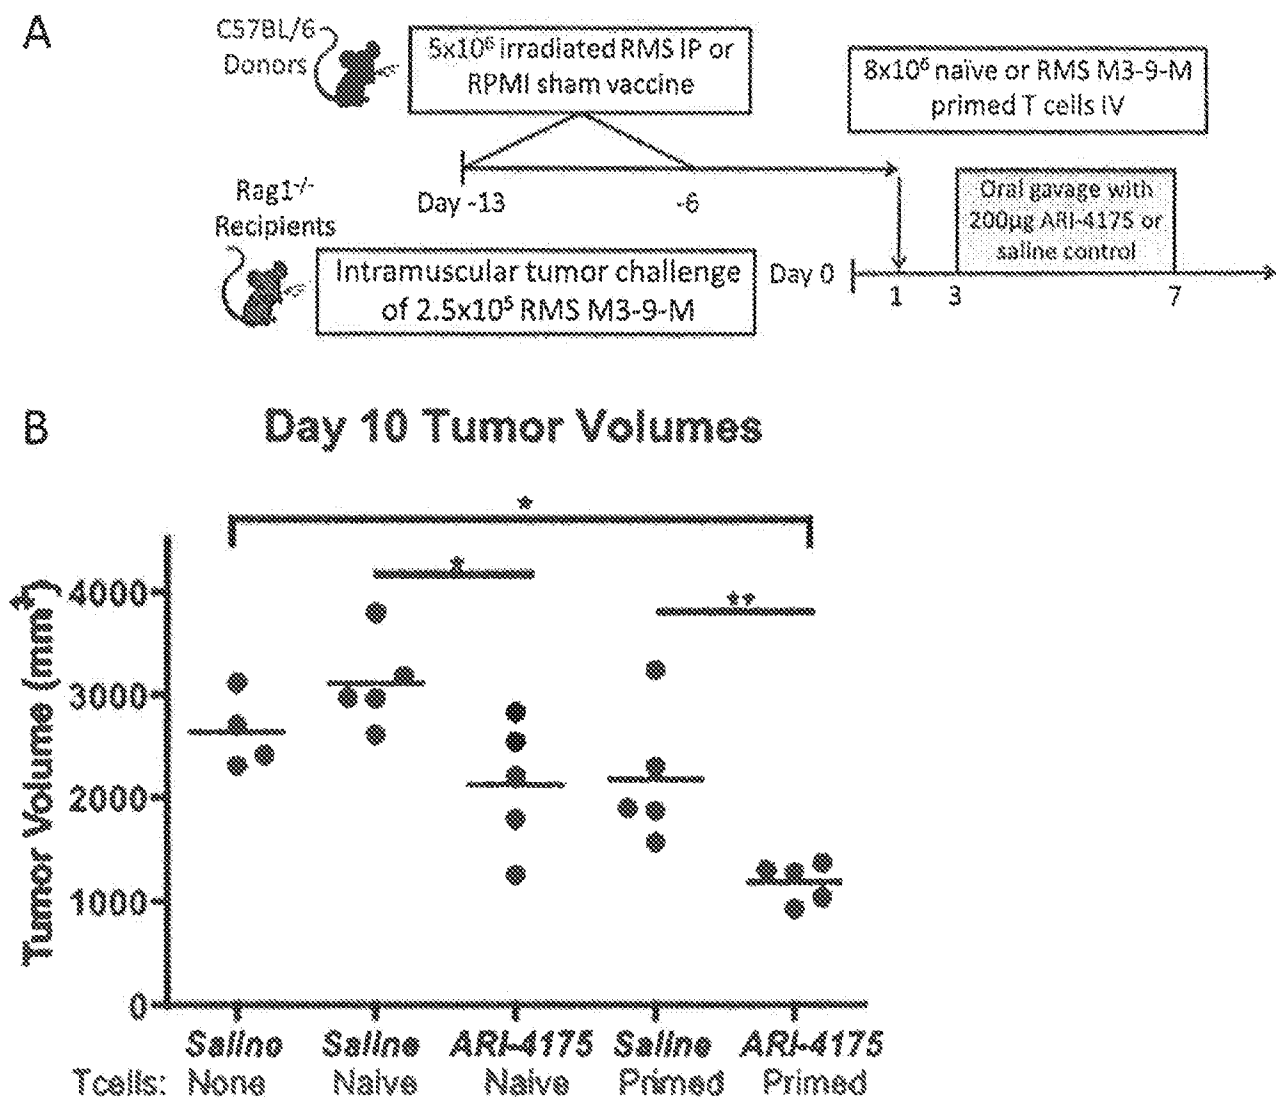 A
C57BL/6
Donors
5x10⁶ irradiated RMS IP or
RPMI sham vaccine
8x10⁶ naïve or RMS M3-9-M
primed T cells IV
Day -13
-6
Rag1⁻/⁻
Recipients
Oral gavage with
200µg ARI-4175 or
saline control
Intramuscular tumor challenge
of 2.5x10⁵ RMS M3-9-M
Day 0
1
3
7
B
Day 10 Tumor Volumes
*
*
**
Tumor Volume (mm³)
4000
3000
2000
1000
0
Saline Saline ARI-4175 Saline ARI-4175
Tcells: None Naive Naive Primed Primed